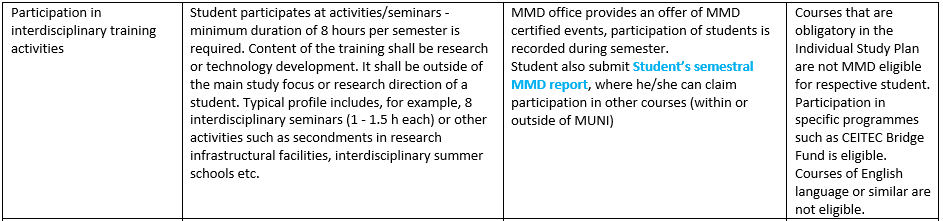 Participation in
interdisciplinary training
activities
Student participates at activities/seminars -
minimum duration of 8 hours per semester is
required. Content of the training shall be research
or technology development. It shall be outside of
the main study focus or research direction of a
student. Typical profile includes, for example, 8
interdisciplinary seminars (1 - 1.5 h each) or other
activities such as secondments in research
infrastructural facilities, interdisciplinary summer
schools etc.
MMD office provides an offer of MMD
certified events, participation of students is
recorded during semester.
Student also submit Student's semestral
MMD report, where he/she can claim
participation in other courses (within or
outside of MUNI)
Courses that are
obligatory in the
Individual Study Plan
are not MMD eligible
for respective student.
Participation in
specific programmes
such as CEITEC Bridge
Fund is eligible.
Courses of English
language or similar are
not eligible.